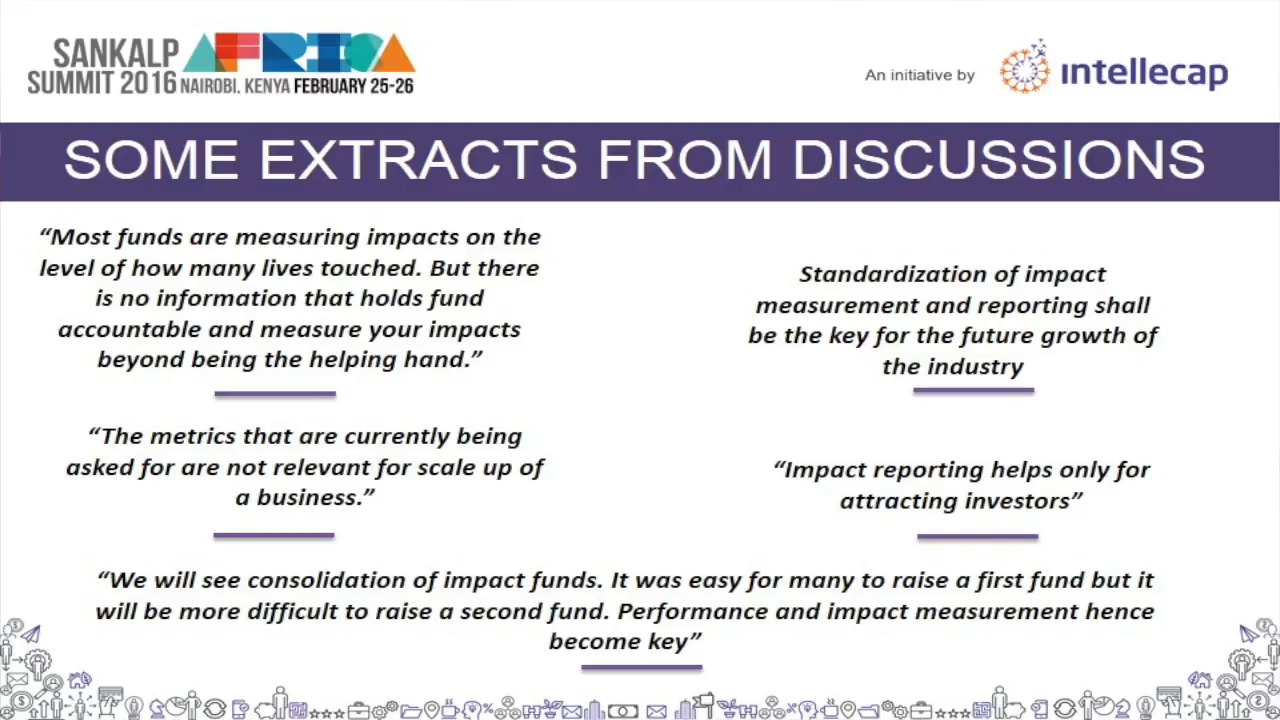 SANKALP AFRICA
SUMMIT 2016 NAIROBI, KENYA FEBRUARY 25-26
An initiative by intellecap
SOME EXTRACTS FROM DISCUSSIONS
“Most funds are measuring impacts on the
level of how many lives touched. But there
is no information that holds fund
accountable and measure your impacts
beyond being the helping hand.”
Standardization of impact
measurement and reporting shall
be the key for the future growth of
the industry
“The metrics that are currently being
asked for are not relevant for scale up of
a business.”
“Impact reporting helps only for
attracting investors”
“We will see consolidation of impact funds. It was easy for many to raise a first fund but it
will be more difficult to raise a second fund. Performance and impact measurement hence
become key”